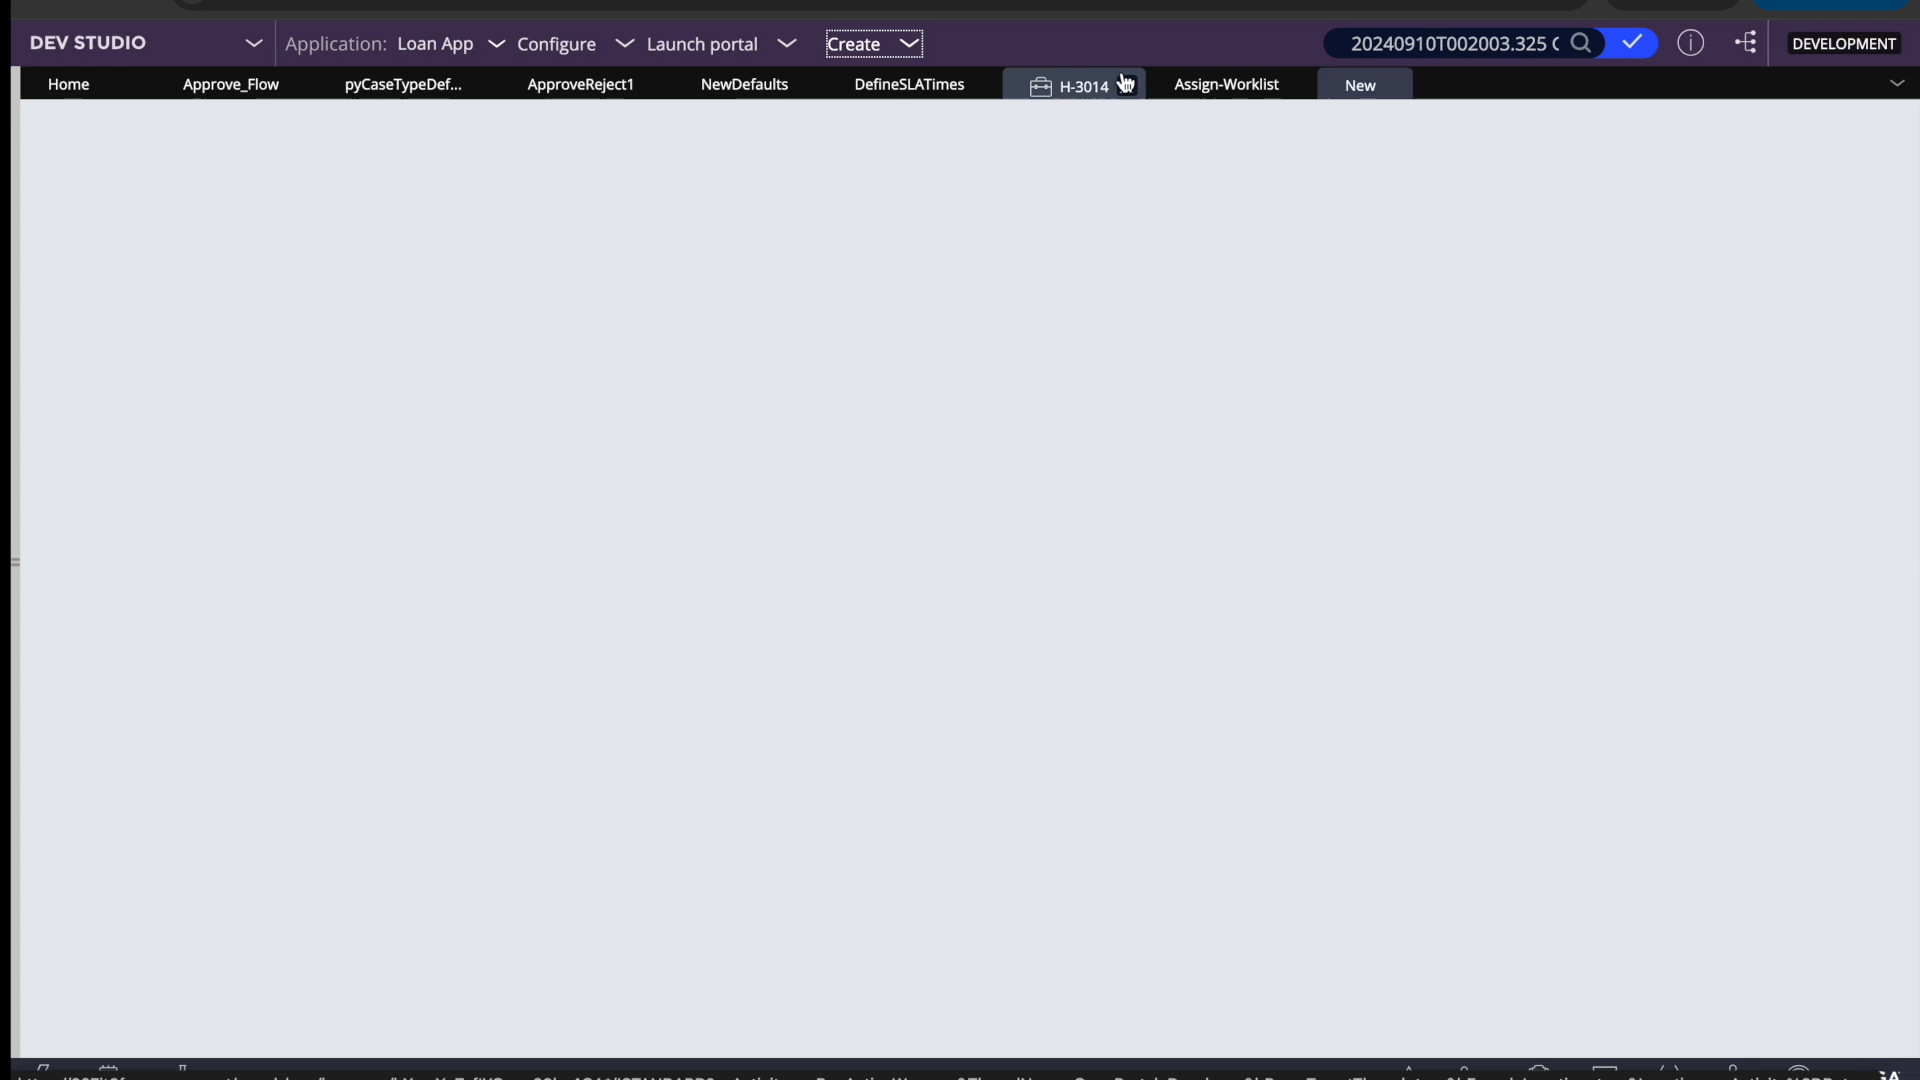 DEV STUDIO Application: Loan App Configure Launch portal Create 20240910T002003.325 DEVELOPMENT
Home Approve_Flow pyCaseTypeDef... ApproveReject1 NewDefaults DefineSLATimes H-3014 Assign-Worklist New